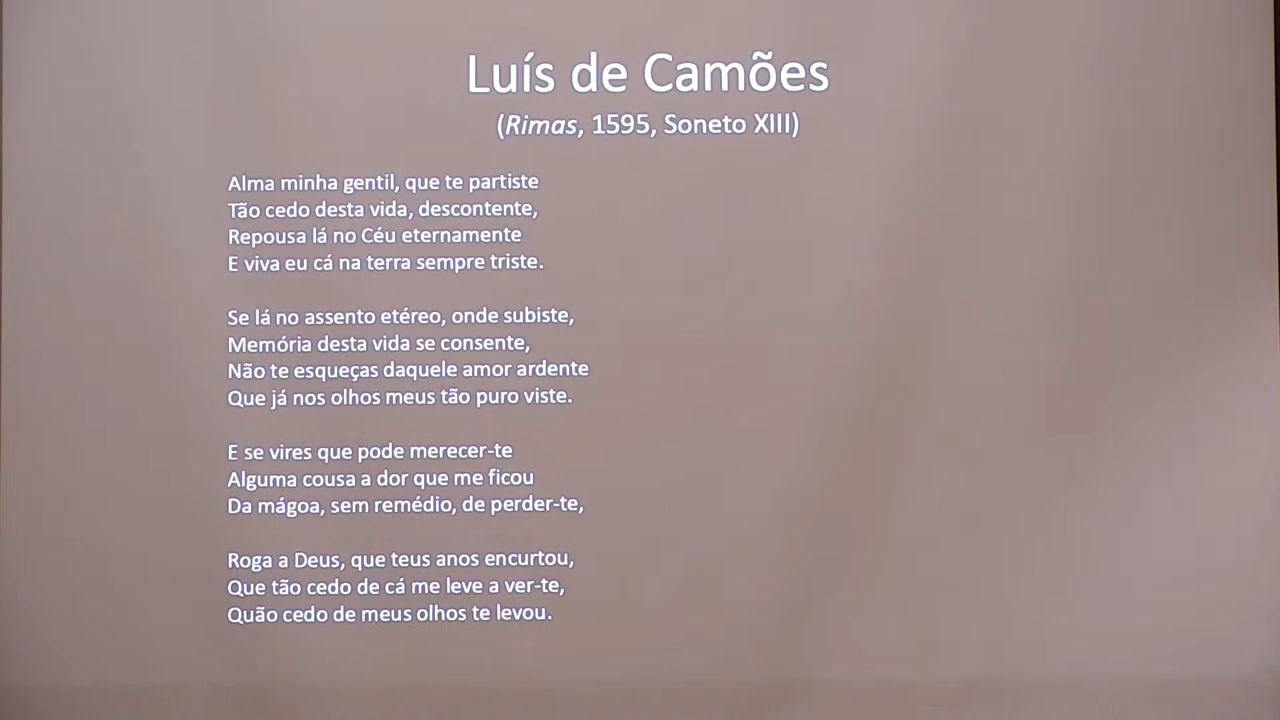 Luís de Camões
(Rimas, 1595, Soneto XIII)
Alma minha gentil, que te partiste
Tão cedo desta vida, descontente,
Repousa lá no Céu eternamente
E viva eu cá na terra sempre triste.
Se lá no assento etéreo, onde subiste,
Memória desta vida se consente,
Não te esqueças daquele amor ardente
Que já nos olhos meus tão puro viste.
E se vires que pode merecer-te
Alguma cousa a dor que me ficou
Da mágoa, sem remédio, de perder-te,
Roga a Deus, que teus anos encurtou,
Que tão cedo de cá me leve a ver-te,
Quão cedo de meus olhos te levou.